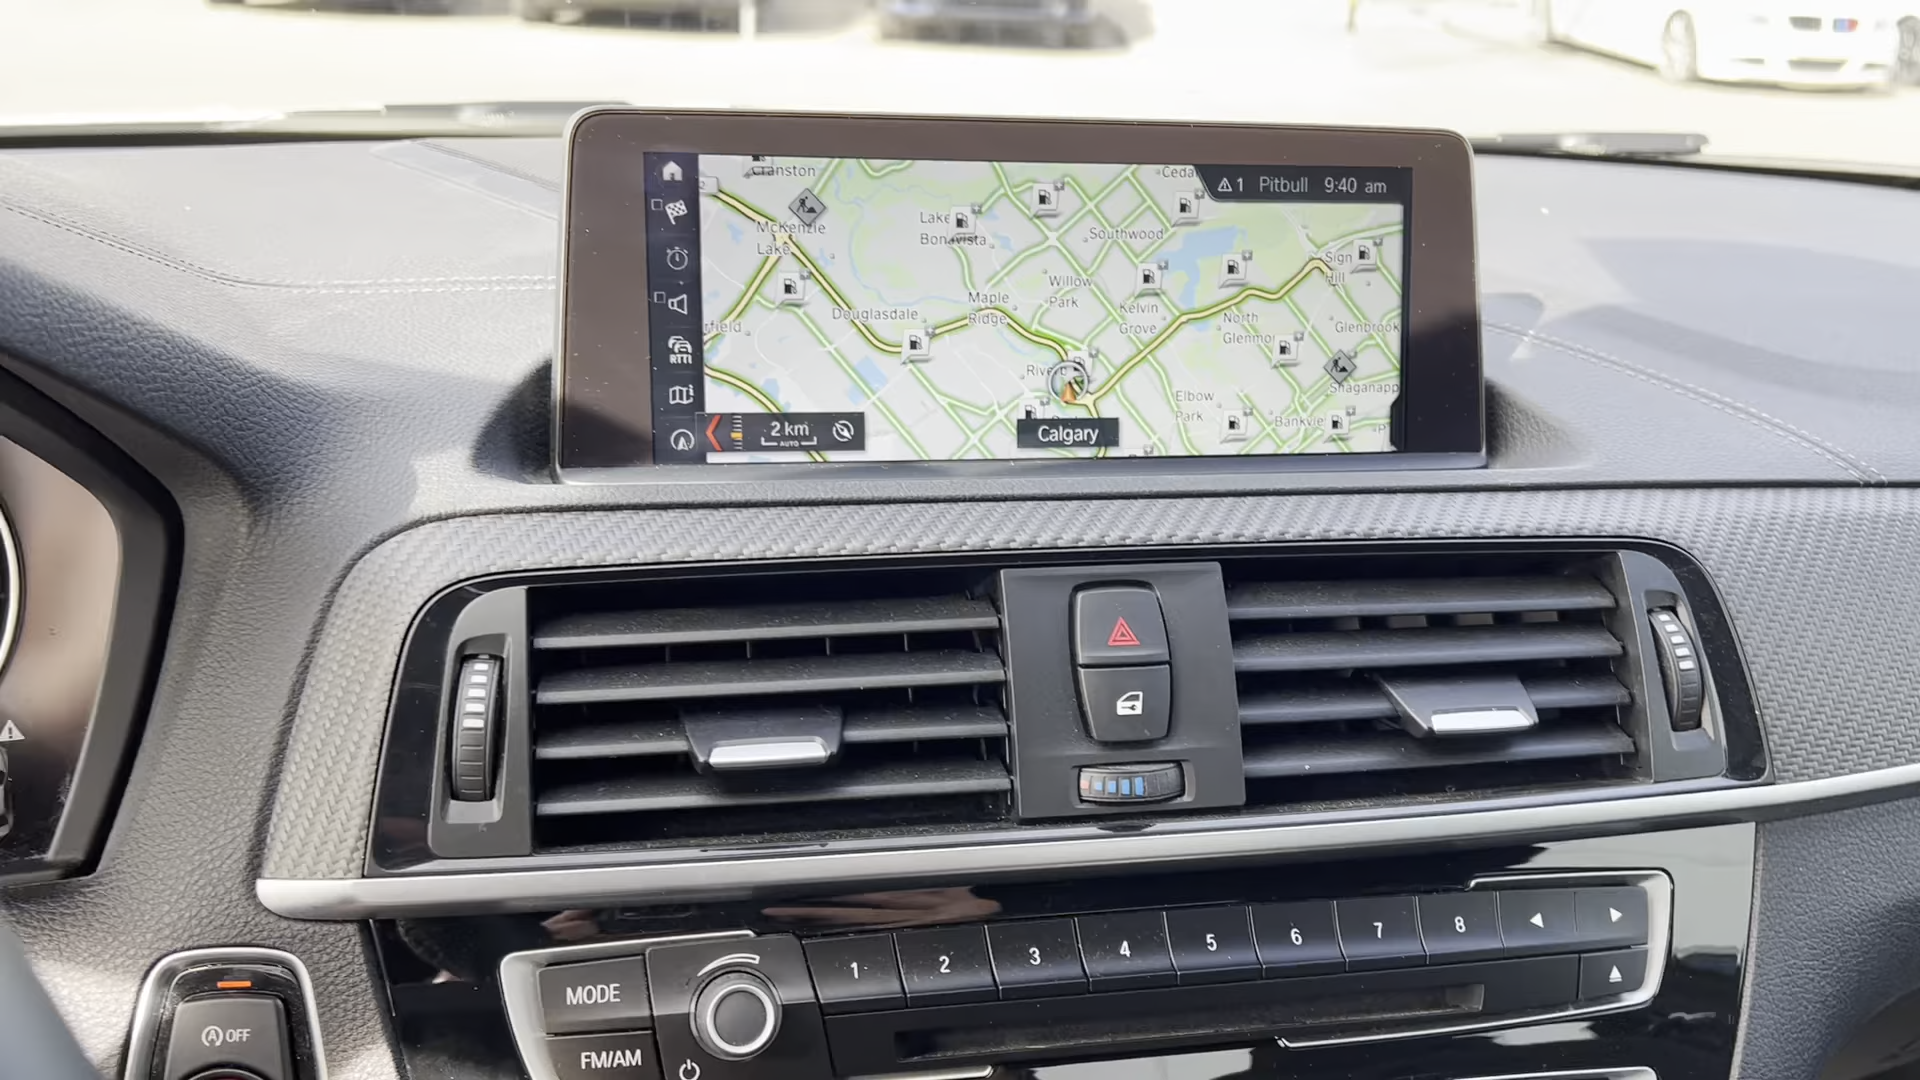 Cranston
Ceda
1 Pitbull 9:40 am
McKenzie
Lake
Lake
Bonavista
Southwood
Sign
Hill
Willow
Park
Maple
Ridge
Douglasdale
Kelvin
Grove
North
Glenmor
Glenbrook
rfield
RTTI
River
Shaganapp
Elbow
Park
Bankvie
2 km
AUTO
Calgary
MODE
FM/AM
1
2
3
4
5
6
7
8
A OFF